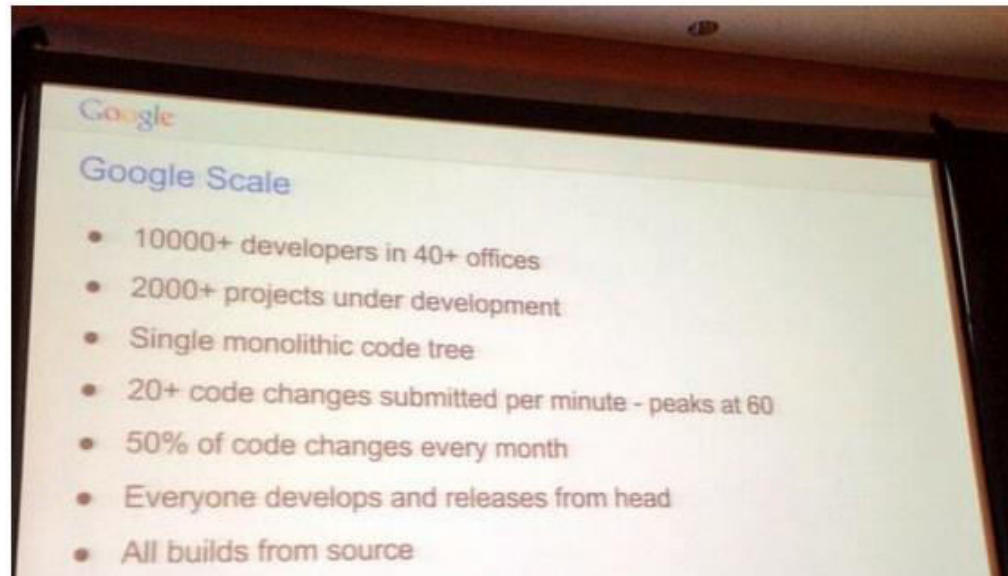 Google
Google Scale
• 10000+ developers in 40+ offices
• 2000+ projects under development
• Single monolithic code tree
• 20+ code changes submitted per minute - peaks at 60
• 50% of code changes every month
• Everyone develops and releases from head
• All builds from source